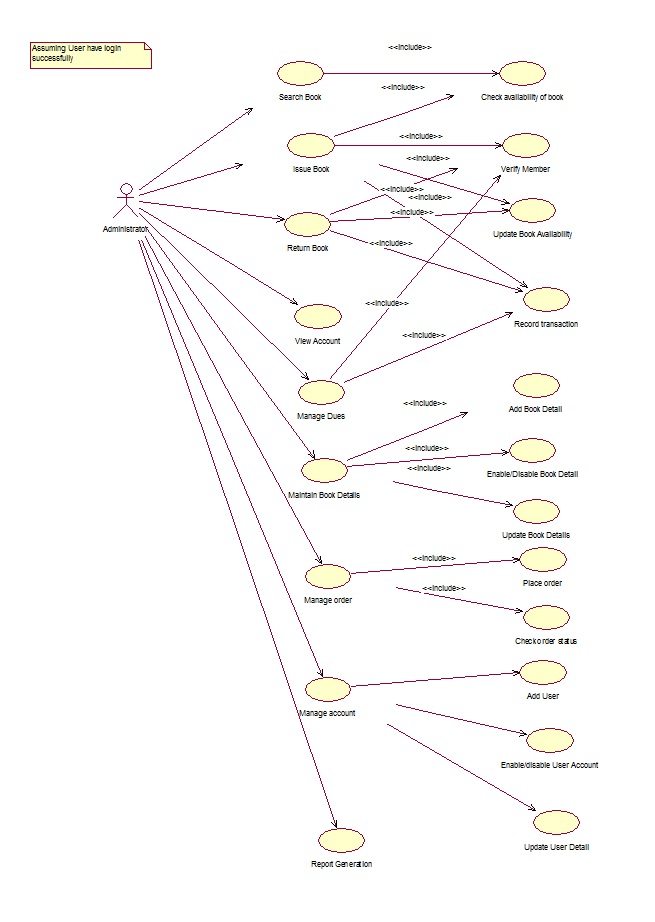 Assuming User have login
successfully
<<include>>
Search Book
Check availability of book
<<include>>
<<include>>
Issue Book
Verify Member
<<include>>
<<include>>
<<include>>
<<include>>
Administrator
Return Book
Update Book Availability
<<include>>
<<include>>
Record transaction
View Account
<<include>>
Manage Dues
Add Book Detail
<<include>>
<<include>>
<<include>>
Enable/Disable Book Detail
Maintain Book Details
Update Book Details
<<include>>
Place order
<<include>>
Manage order
Check order status
Add User
Manage account
Enable/disable User Account
Update User Detail
Report Generation